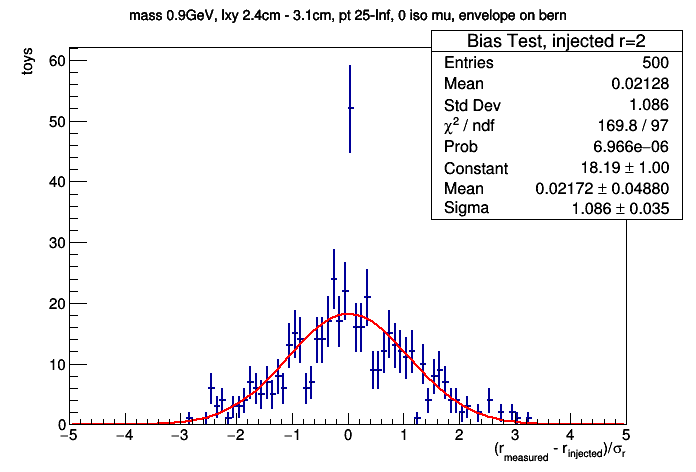 mass 0.9GeV, lxy 2.4cm - 3.1cm, pt 25-Inf, 0 iso mu, envelope on bern
Bias Test, injected r=2
Entries 500
Mean 0.02128
Std Dev 1.086
χ² / ndf 169.8 / 97
Prob 6.966e−06
Constant 18.19 ± 1.00
Mean 0.02172 ± 0.04880
Sigma 1.086 ± 0.035
toys
60
50
40
30
20
10
0
−5 −4 −3 −2 −1 0 1 2 3 4 5
(r_measured - r_injected)/σ_r